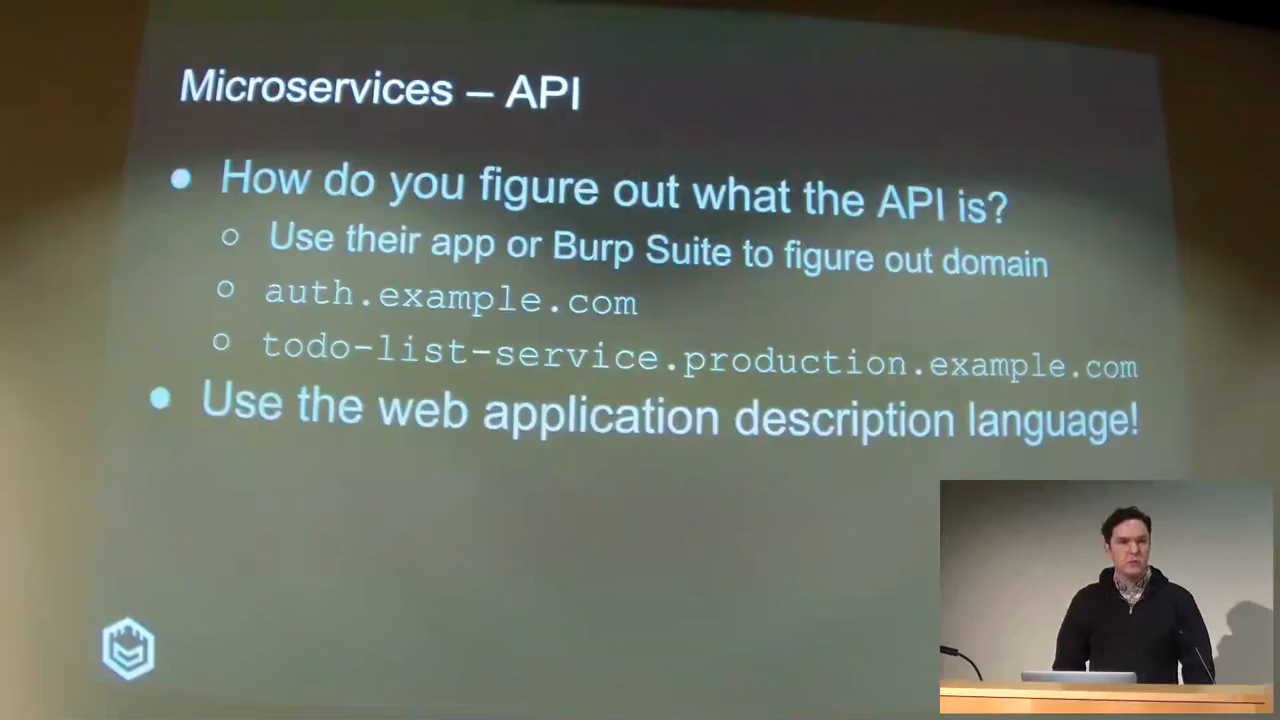 Microservices – API
• How do you figure out what the API is?
○ Use their app or Burp Suite to figure out domain
○ auth.example.com
○ todo-list-service.production.example.com
• Use the web application description language!